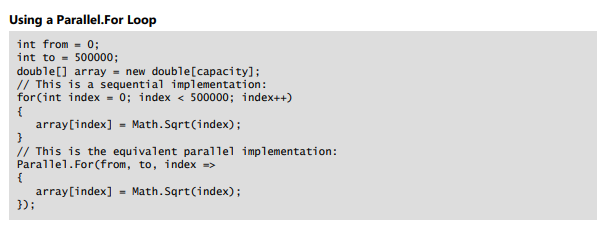 Using a Parallel.For Loop
int from = 0;
int to = 500000;
double[] array = new double[capacity];
// This is a sequential implementation:
for(int index = 0; index < 500000; index++)
{
   array[index] = Math.Sqrt(index);
}
// This is the equivalent parallel implementation:
Parallel.For(from, to, index =>
{
   array[index] = Math.Sqrt(index);
});